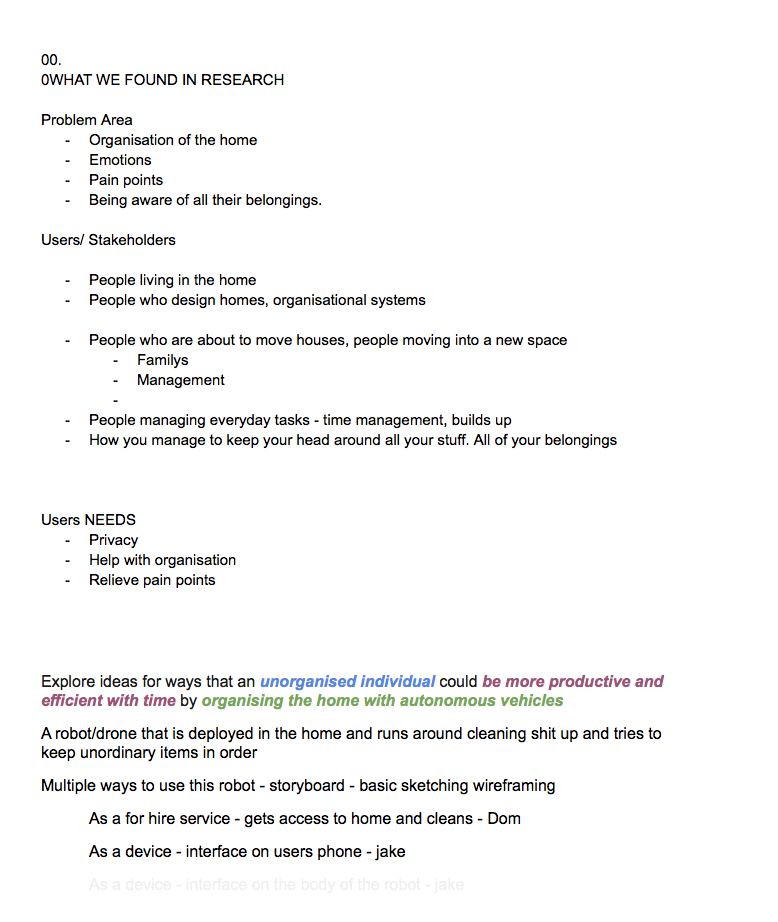 00.
0WHAT WE FOUND IN RESEARCH
Problem Area
- Organisation of the home
- Emotions
- Pain points
- Being aware of all their belongings.
Users/ Stakeholders
- People living in the home
- People who design homes, organisational systems
- People who are about to move houses, people moving into a new space
- Familys
- Management
-
- People managing everyday tasks - time management, builds up
- How you manage to keep your head around all your stuff. All of your belongings
Users NEEDS
- Privacy
- Help with organisation
- Relieve pain points
Explore ideas for ways that an unorganised individual could be more productive and
efficient with time by organising the home with autonomous vehicles
A robot/drone that is deployed in the home and runs around cleaning shit up and tries to
keep unordinary items in order
Multiple ways to use this robot - storyboard - basic sketching wireframing
As a for hire service - gets access to home and cleans - Dom
As a device - interface on users phone - jake
As a device - interface on the body of the robot - jake